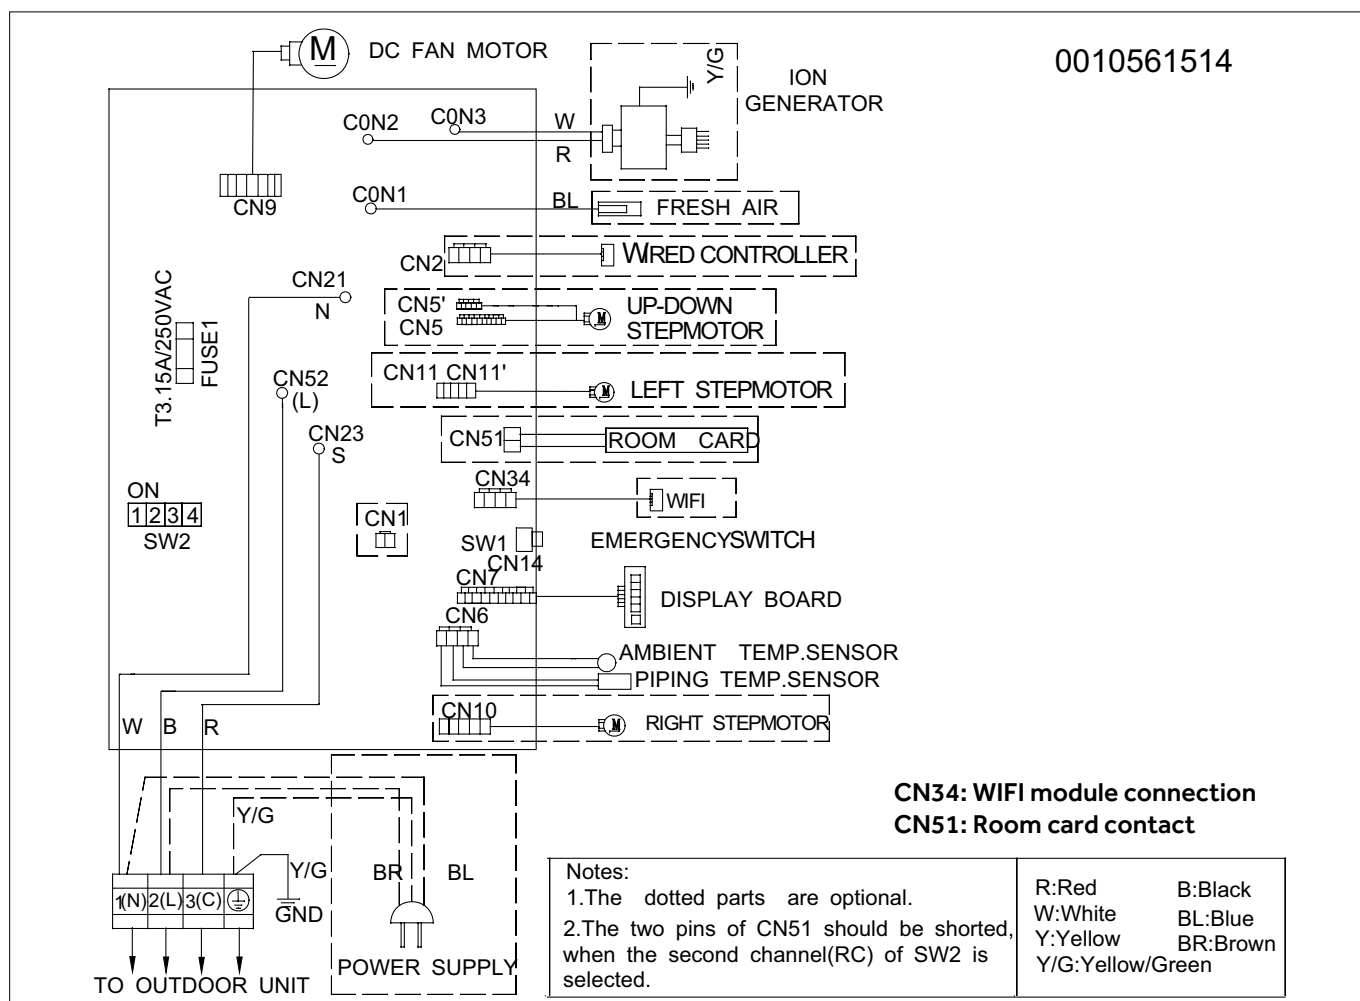 M
DC FAN MOTOR
Y/G
ION
GENERATOR
0010561514
C0N2
C0N3
W
R
CN9
C0N1
BL
FRESH AIR
CN2
WIRED CONTROLLER
CN21
N
CN5'
CN5
M
UP-DOWN
STEPMOTOR
T3.15A/250VAC
FUSE1
CN52
(L)
CN11 CN11'
M
LEFT STEPMOTOR
CN23
S
CN51
ROOM CARD
CN34
WIFI
ON
1 2 3 4
SW2
CN1
SW1
EMERGENCYSWITCH
CN14
CN7
DISPLAY BOARD
CN6
AMBIENT TEMP.SENSOR
PIPING TEMP.SENSOR
CN10
M
RIGHT STEPMOTOR
W B R
Y/G
Y/G
BR
BL
1(N) 2(L) 3(C)
GND
TO OUTDOOR UNIT
POWER SUPPLY
CN34: WIFI module connection
CN51: Room card contact
Notes:
1.The dotted parts are optional.
2.The two pins of CN51 should be shorted,
when the second channel(RC) of SW2 is
selected.
R:Red B:Black
W:White BL:Blue
Y:Yellow BR:Brown
Y/G:Yellow/Green